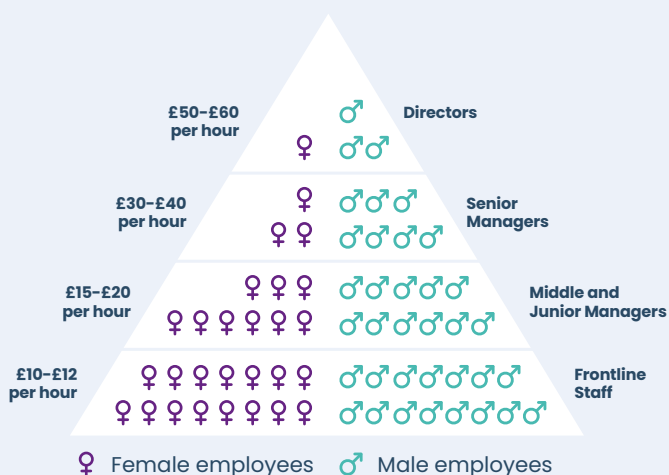 £50-£60
per hour
Directors
£30-£40
per hour
Senior
Managers
£15-£20
per hour
Middle and
Junior Managers
£10-£12
per hour
Frontline
Staff
Female employees
Male employees